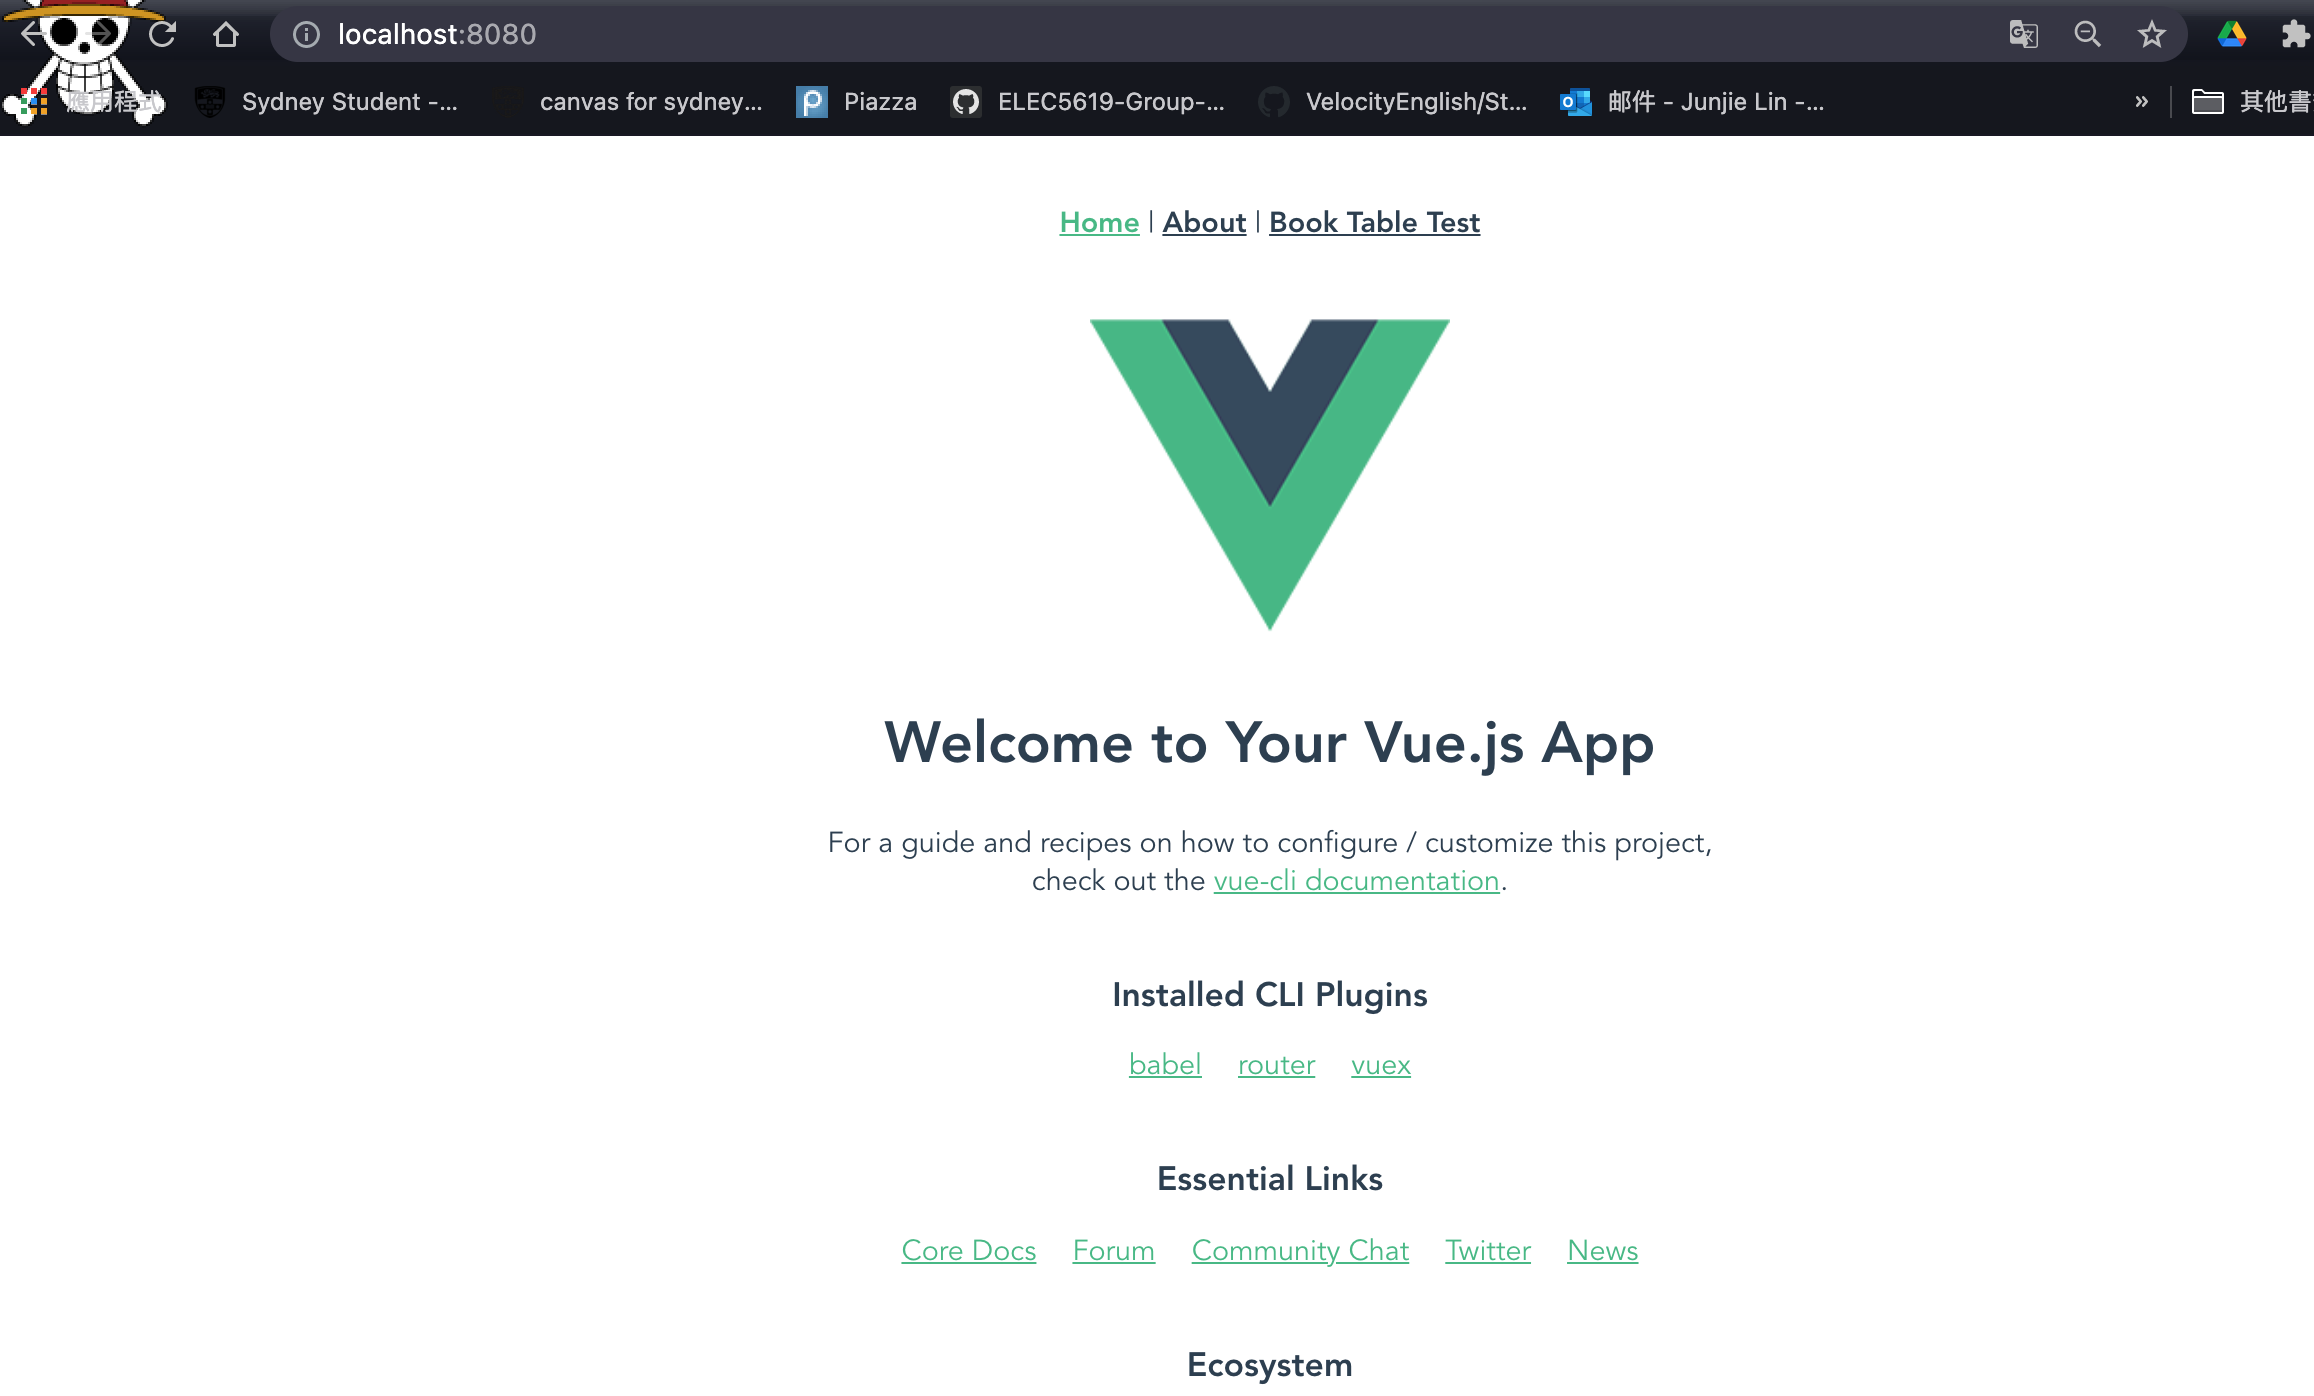 localhost:8080
應用程式 Sydney Student -... canvas for sydney... Piazza ELEC5619-Group-... VelocityEnglish/St... 邮件 - Junjie Lin -... » 其他書
Home | About | Book Table Test
Welcome to Your Vue.js App
For a guide and recipes on how to configure / customize this project,
check out the vue-cli documentation.
Installed CLI Plugins
babel router vuex
Essential Links
Core Docs Forum Community Chat Twitter News
Ecosystem